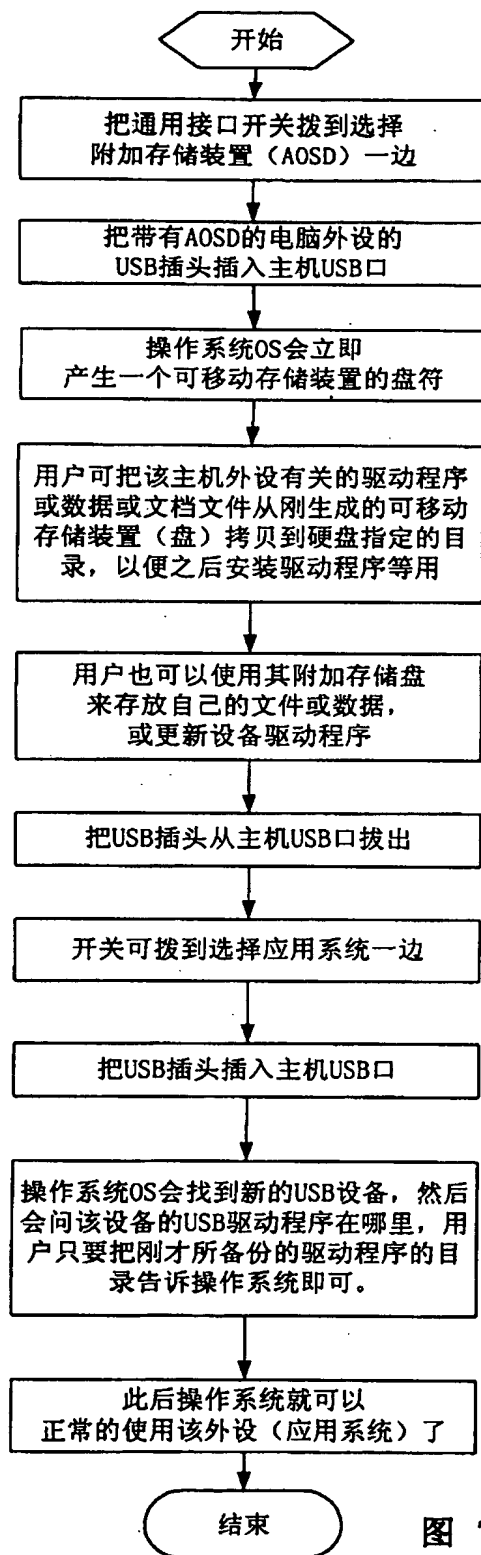 开始
把通用接口开关拨到选择
附加存储装置（AOSD）一边
把带有AOSD的电脑外设的
USB插头插入主机USB口
操作系统OS会立即
产生一个可移动存储装置的盘符
用户可把该主机外设有关的驱动程序
或数据或文档文件从刚生成的可移动
存储装置（盘）拷贝到硬盘指定的目
录，以便之后安装驱动程序等用
用户也可以使用其附加存储盘
来存放自己的文件或数据，
或更新设备驱动程序
把USB插头从主机USB口拔出
开关可拨到选择应用系统一边
把USB插头插入主机USB口
操作系统OS会找到新的USB设备，然后
会问该设备的USB驱动程序在哪里，用
户只要把刚才所备份的驱动程序的目
录告诉操作系统即可。
此后操作系统就可以
正常的使用该外设（应用系统）了
结束
图